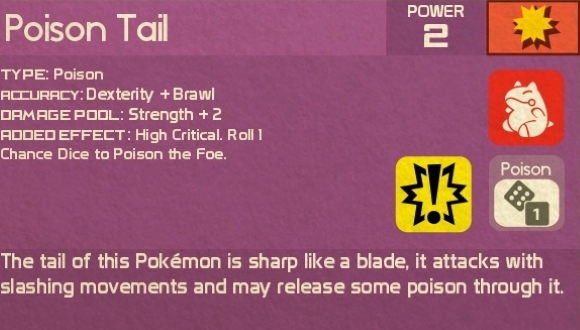 Poison Tail
POWER
2
TYPE: Poison
ACCURACY: Dexterity + Brawl
DAMAGE POOL: Strength + 2
ADDED EFFECT: High Critical. Roll 1
Chance Dice to Poison the Foe.
!
Poison
1
The tail of this Pokémon is sharp like a blade, it attacks with
slashing movements and may release some poison through it.